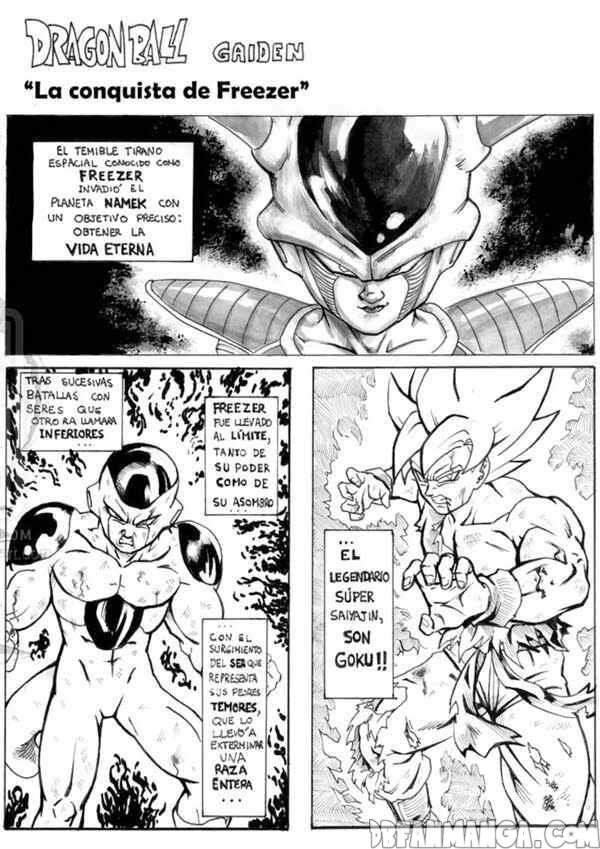 DRAGON BALL GAIDEN
"La conquista de Freezer"
EL TEMIBLE TIRANO
ESPACIAL CONOCIDO COMO
FREEZER
INVADIÓ EL
PLANETA NAMEK CON
UN OBJETIVO PRECISO:
OBTENER LA
VIDA ETERNA
TRAS SUCESIVAS
BATALLAS CON
SERES QUE
OTRORA LLAMARA
INFERIORES
...
FREEZER
FUE LLEVADO
AL LÍMITE,
TANTO DE
SU PODER
COMO DE
SU ASOMBRO
...
...
CON EL
SURGIMIENTO
DEL SER QUE
REPRESENTA
SUS PEORES
TEMORES,
QUE LO
LLEVÓ A
EXTERMINAR
UNA
RAZA
ENTERA
...
...
EL
LEGENDARIO
SÚPER
SAIYAJIN,
SON
GOKU!!
DBFANMANGA.COM